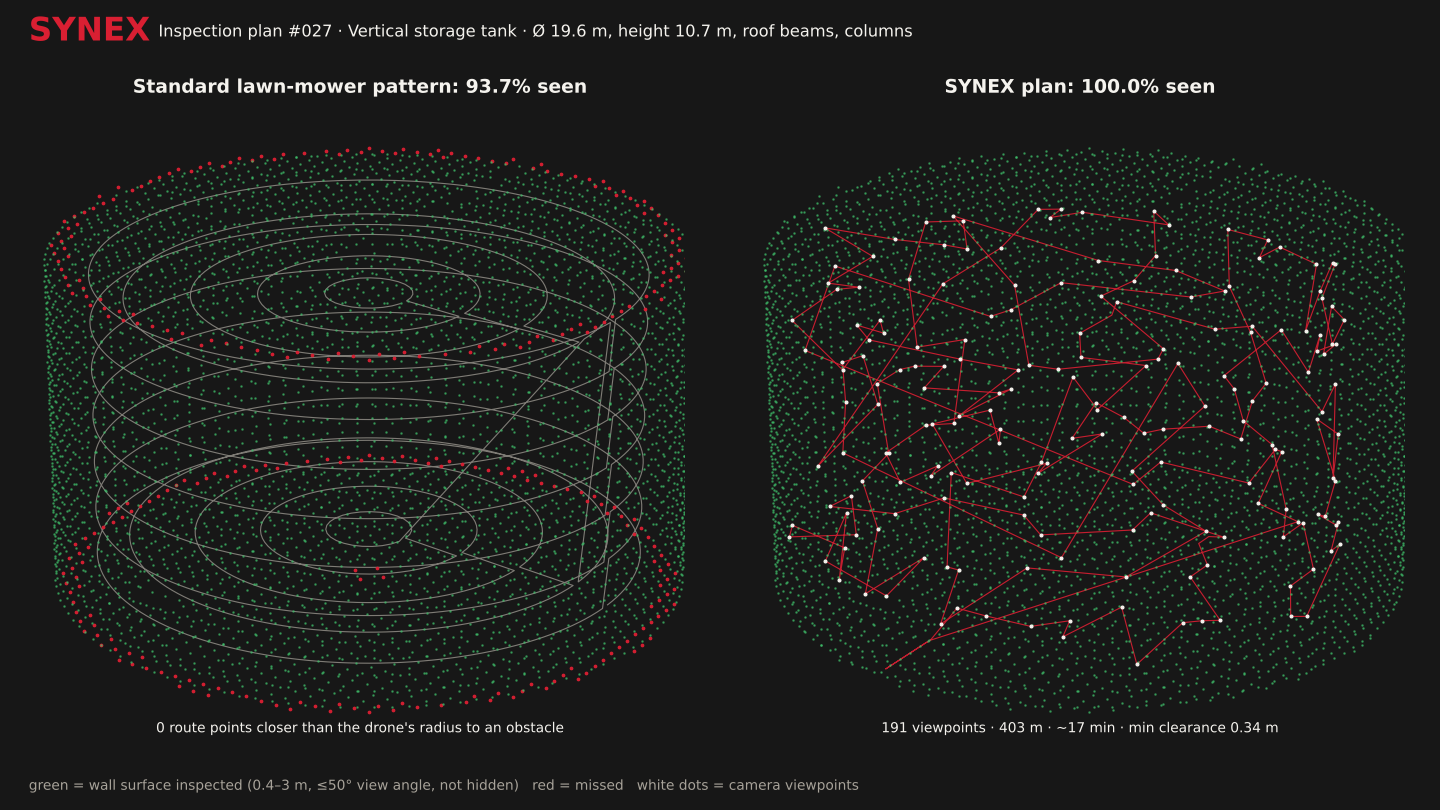 SYNEX Inspection plan #027 · Vertical storage tank · Ø 19.6 m, height 10.7 m, roof beams, columns
Standard lawn-mower pattern: 93.7% seen
SYNEX plan: 100.0% seen
0 route points closer than the drone's radius to an obstacle
191 viewpoints · 403 m · ~17 min · min clearance 0.34 m
green = wall surface inspected (0.4–3 m, ≤50° view angle, not hidden)   red = missed   white dots = camera viewpoints